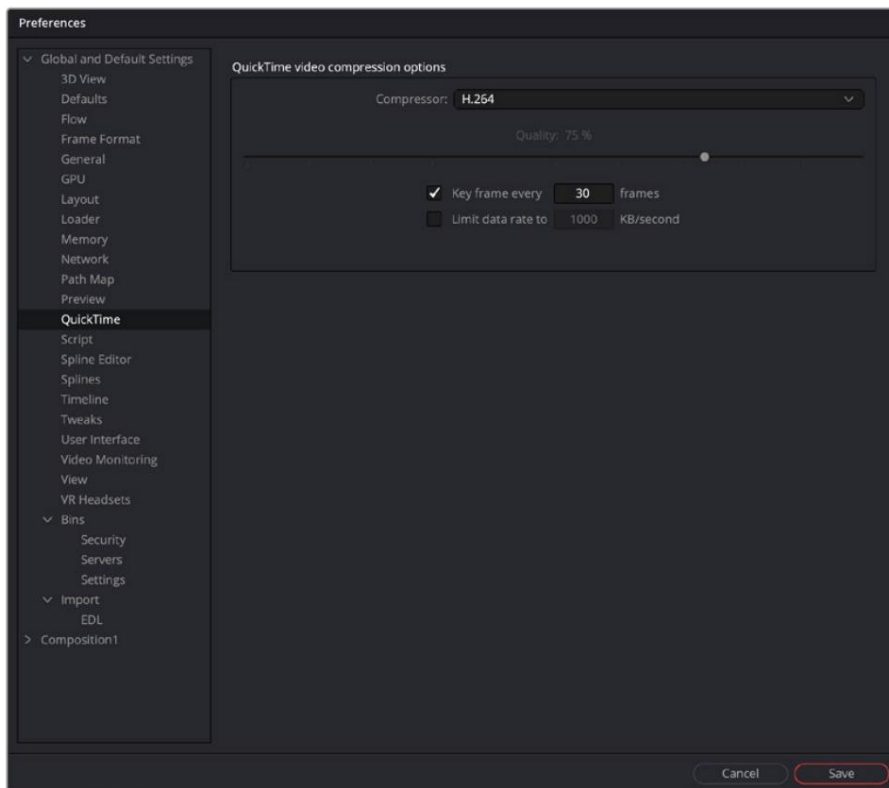 Preferences
Global and Default Settings
3D View
Defaults
Flow
Frame Format
General
GPU
Layout
Loader
Memory
Network
Path Map
Preview
QuickTime
Script
Spline Editor
Splines
Timeline
Tweaks
User Interface
Video Monitoring
View
VR Headsets
Bins
Security
Servers
Settings
Import
EDL
Composition1
QuickTime video compression options
Compressor: H.264
Quality: 75 %
Key frame every 30 frames
Limit data rate to 1000 KB/second
Cancel Save